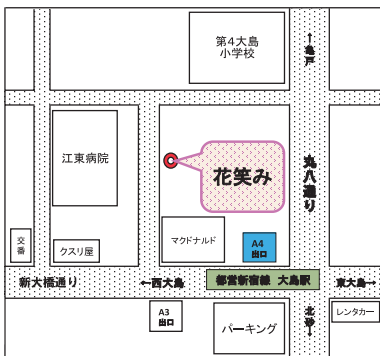 第4大島
小学校
←亀戸
江東病院
花笑み
丸八通り
交番
クスリ屋
マクドナルド
A4
出口
新大橋通り
←西大島
都営新宿線 大島駅
東大島→
A3
出口
パーキング
北砂→
レンタカー